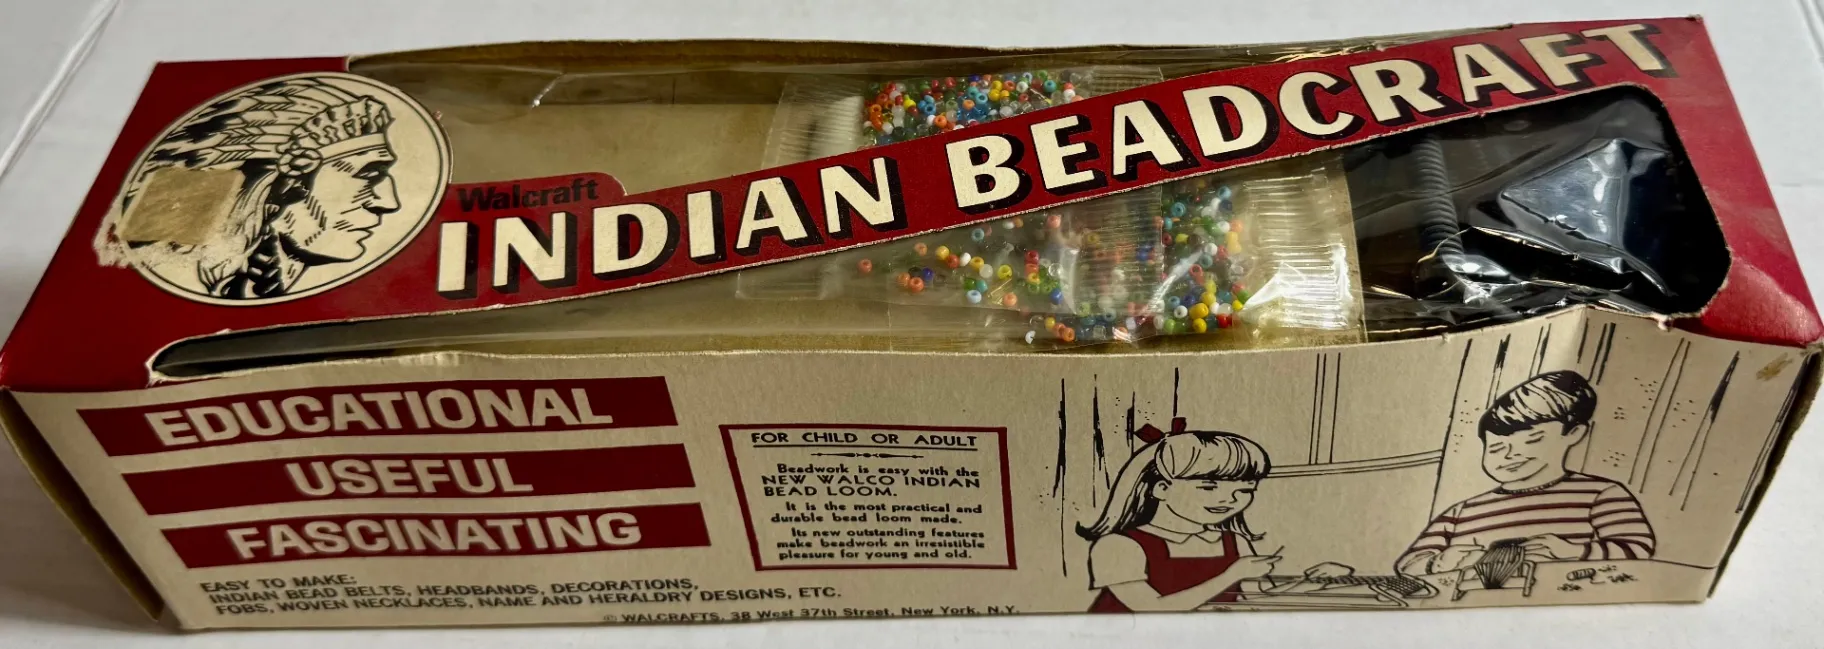 Walcraft
INDIAN BEADCRAFT
EDUCATIONAL
USEFUL
FASCINATING
EASY TO MAKE:
INDIAN BEAD BELTS, HEADBANDS, DECORATIONS,
FOBS, WOVEN NECKLACES, NAME AND HERALDRY DESIGNS, ETC.
© WALCRAFTS, 38 West 37th Street, New York, N.Y.
FOR CHILD OR ADULT
Beadwork is easy with the
NEW WALCO INDIAN
BEAD LOOM.
It is the most practical and
durable bead loom made.
Its new outstanding features
make beadwork an irresistible
pleasure for young and old.